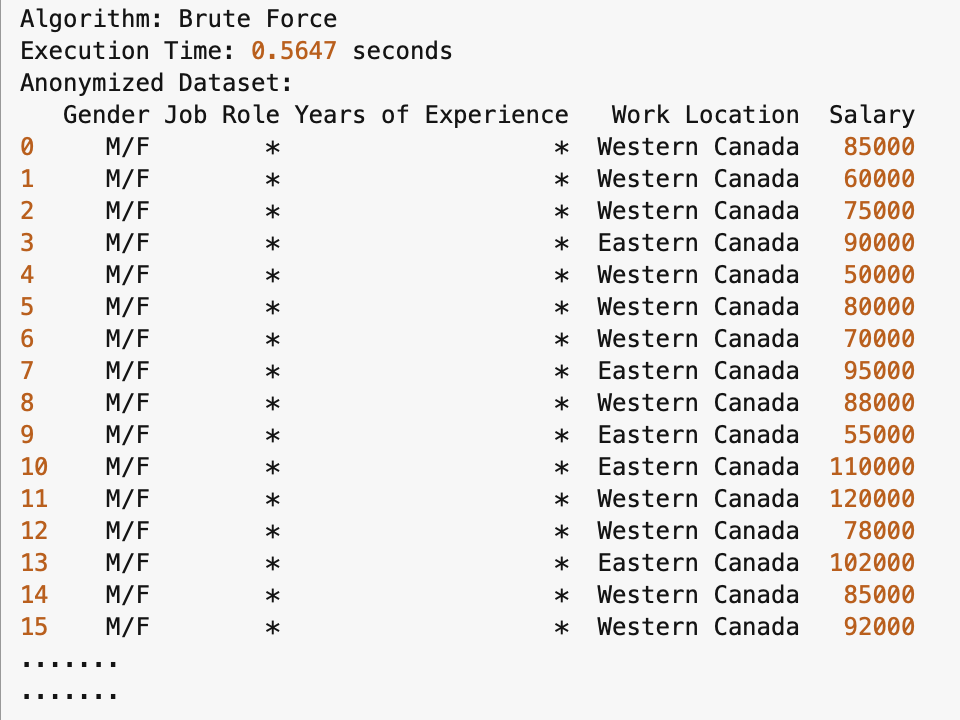 Algorithm: Brute Force
Execution Time: 0.5647 seconds
Anonymized Dataset:
Gender Job Role Years of Experience Work Location Salary
0 M/F * * Western Canada 85000
1 M/F * * Western Canada 60000
2 M/F * * Western Canada 75000
3 M/F * * Eastern Canada 90000
4 M/F * * Western Canada 50000
5 M/F * * Western Canada 80000
6 M/F * * Western Canada 70000
7 M/F * * Eastern Canada 95000
8 M/F * * Western Canada 88000
9 M/F * * Eastern Canada 55000
10 M/F * * Eastern Canada 110000
11 M/F * * Western Canada 120000
12 M/F * * Western Canada 78000
13 M/F * * Eastern Canada 102000
14 M/F * * Western Canada 85000
15 M/F * * Western Canada 92000
.......
.......